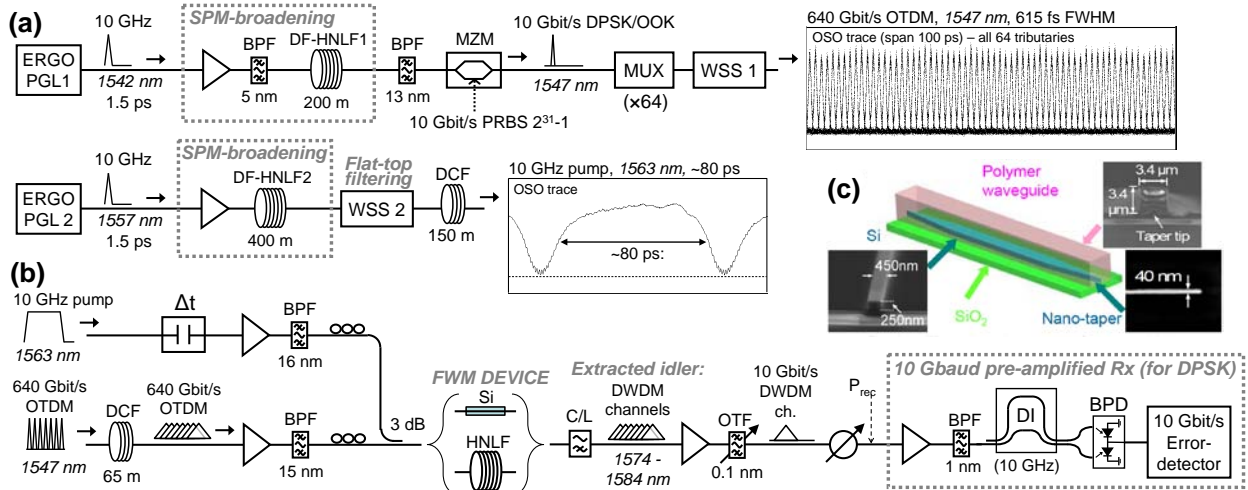 (a)
10 GHz
SPM-broadening
BPF
DF-HNLF1
BPF
MZM
10 Gbit/s DPSK/OOK
640 Gbit/s OTDM, 1547 nm, 615 fs FWHM
OSO trace (span 100 ps) – all 64 tributaries
ERGO
PGL1
1542 nm
1.5 ps
5 nm
200 m
13 nm
1547 nm
MUX
(×64)
WSS 1
10 Gbit/s PRBS 2³¹-1
10 GHz
SPM-broadening
DF-HNLF2
Flat-top
filtering
DCF
10 GHz pump, 1563 nm, ~80 ps
OSO trace
ERGO
PGL 2
1557 nm
1.5 ps
400 m
WSS 2
150 m
~80 ps:
(c)
Polymer
waveguide
3.4 µm
3.4
µm
Taper tip
Si
450nm
250nm
SiO₂
Nano-taper
40 nm
(b)
10 GHz pump
Δt
BPF
1563 nm
16 nm
640 Gbit/s
OTDM
DCF
640 Gbit/s
OTDM
BPF
3 dB
1547 nm
65 m
15 nm
FWM DEVICE
Si
HNLF
Extracted idler:
C/L
DWDM
channels
1574 -
1584 nm
OTF
0.1 nm
10 Gbit/s
DWDM
ch.
Prec
10 Gbaud pre-amplified Rx (for DPSK)
BPF
1 nm
DI
(10 GHz)
BPD
10 Gbit/s
Error-
detector